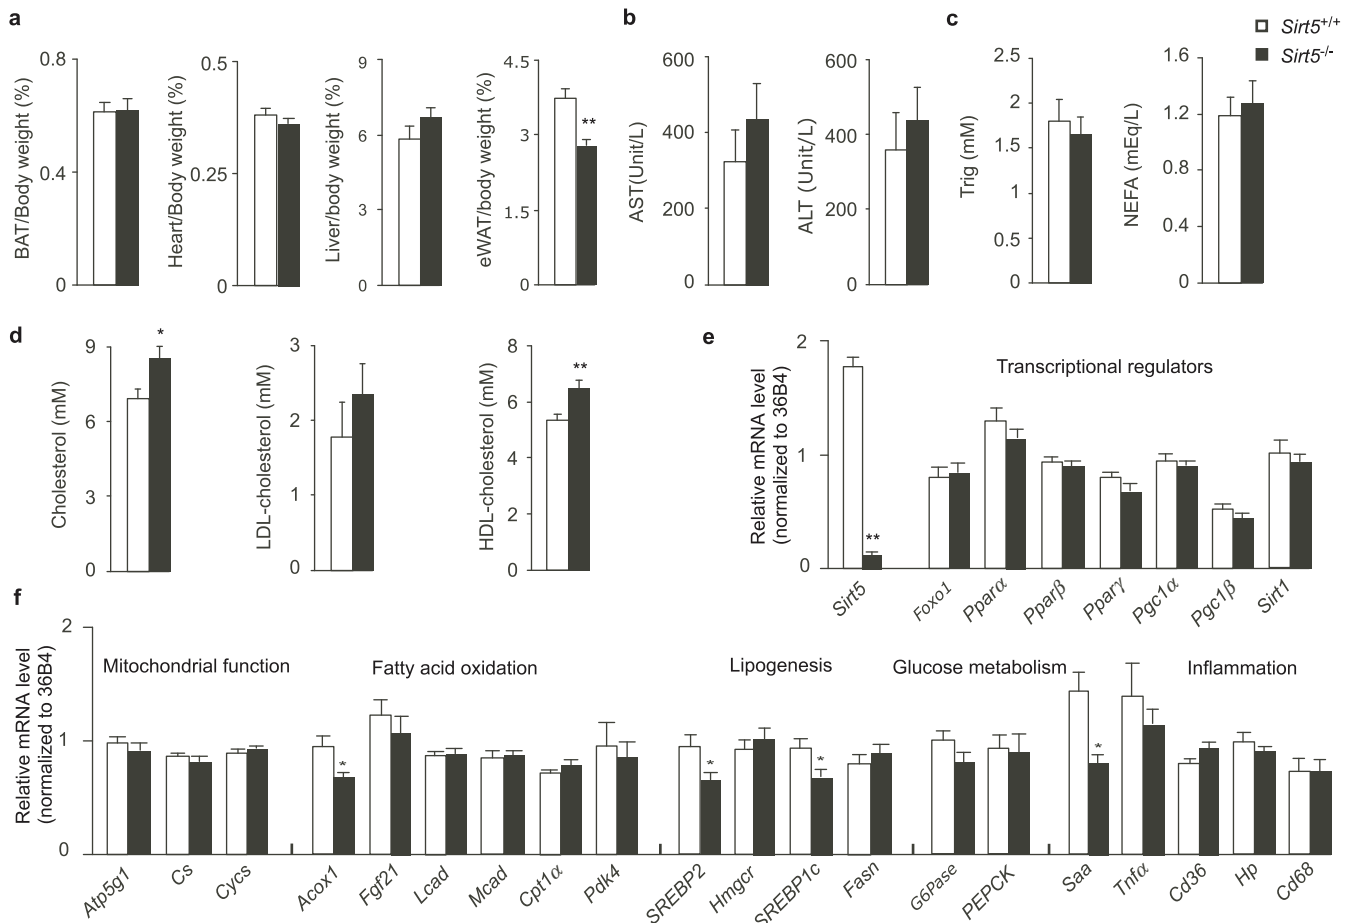 a
b
c
Sirt5+/+
Sirt5-/-
BAT/Body weight (%)
0.8
0.4
0
Heart/Body weight (%)
0.5
0.25
0
Liver/body weight (%)
9
6
3
0
eWAT/body weight (%)
4.5
3
1.5
0
**
AST(Unit/L)
600
400
200
0
ALT (Unit/L)
600
400
200
0
Trig (mM)
2.5
2
1.5
1
0.5
0
NEFA (mEq/L)
1.6
1.2
0.8
0.4
0
d
Cholesterol (mM)
9
6
3
0
*
LDL-cholesterol (mM)
3
2
1
0
HDL-cholesterol (mM)
8
6
4
2
0
**
e
Relative mRNA level
(normalized to 36B4)
2
1
0
Transcriptional regulators
**
Sirt5
Foxo1
Pparα
Pparβ
Pparγ
Pgc1α
Pgc1β
Sirt1
f
Relative mRNA level
(normalized to 36B4)
2
1
0
Mitochondrial function
Fatty acid oxidation
Lipogenesis
Glucose metabolism
Inflammation
*
*
*
*
Atp5g1
Cs
Cycs
Acox1
Fgf21
Lcad
Mcad
Cpt1α
Pdk4
SREBP2
Hmgcr
SREBP1c
Fasn
G6Pase
PEPCK
Saa
Tnfα
Cd36
Hp
Cd68